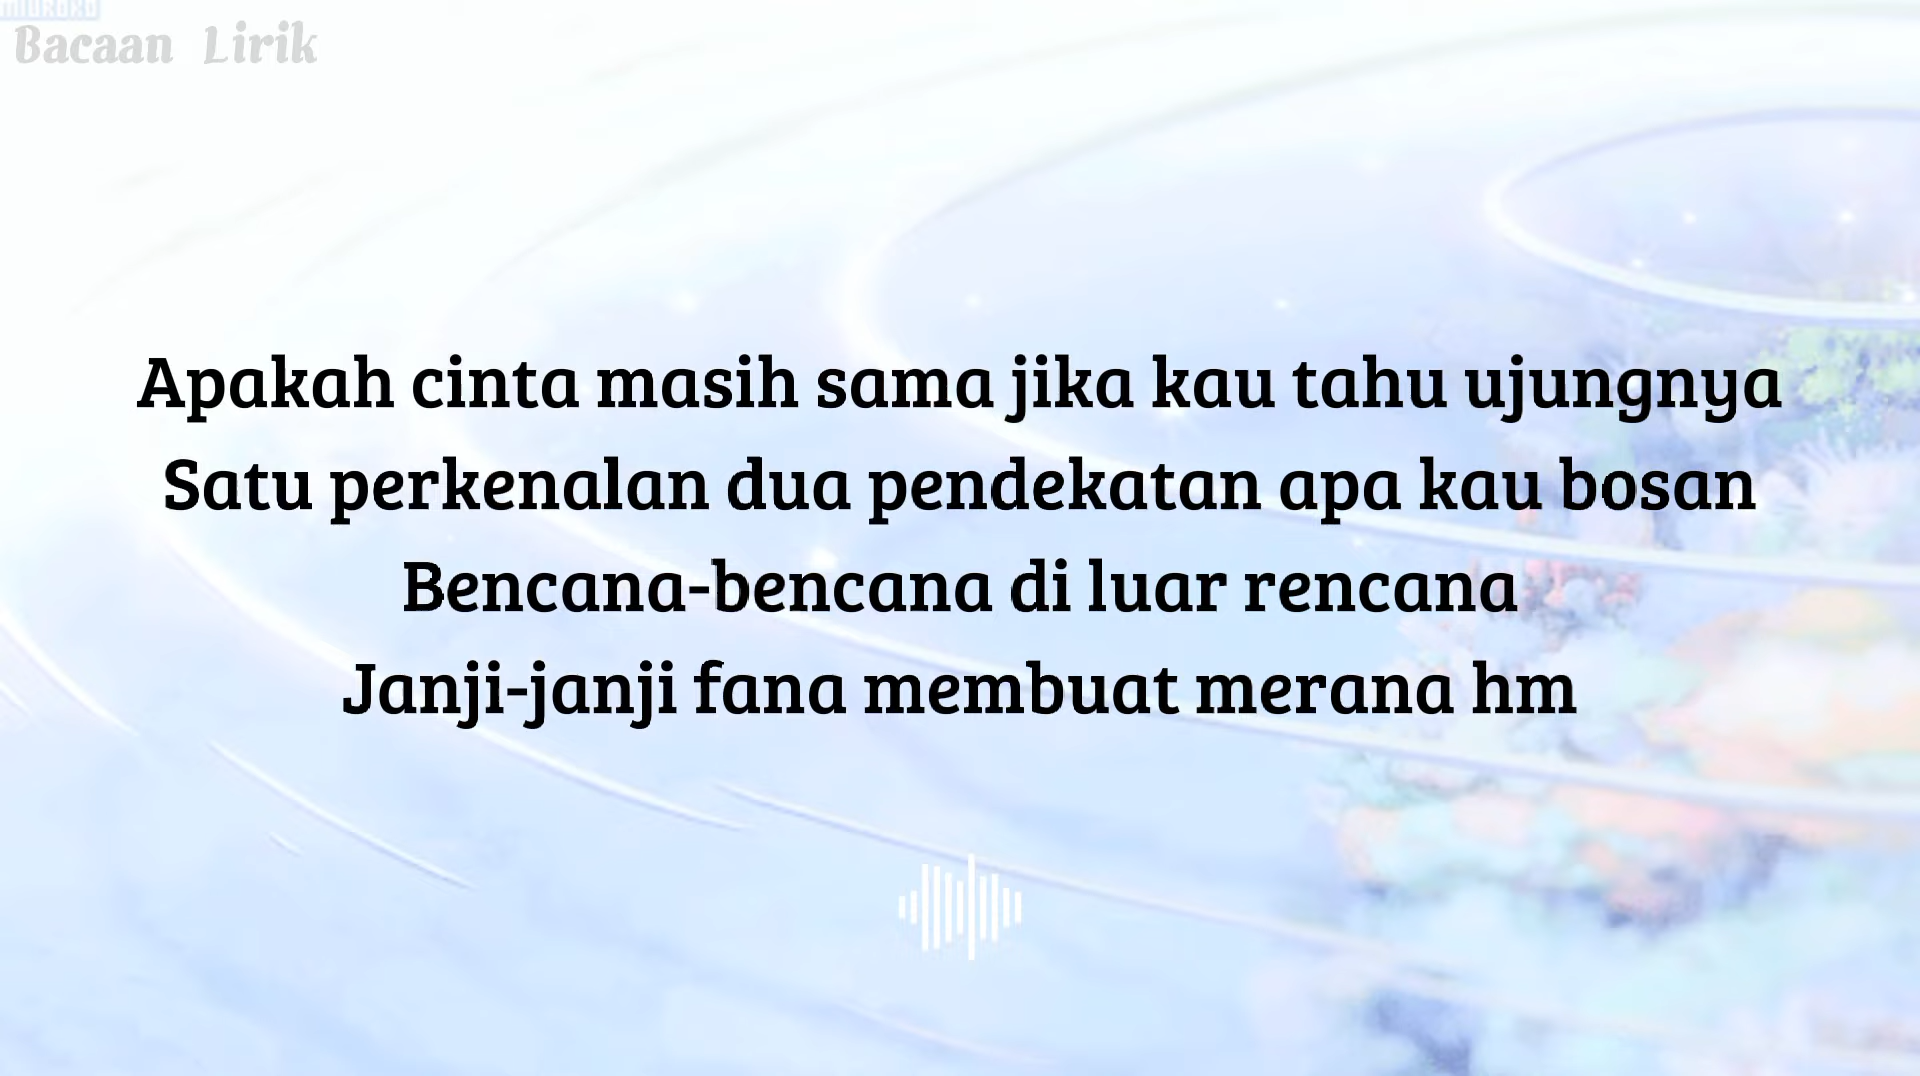 Bacaan Lirik
Apakah cinta masih sama jika kau tahu ujungnya
Satu perkenalan dua pendekatan apa kau bosan
Bencana-bencana di luar rencana
Janji-janji fana membuat merana hm